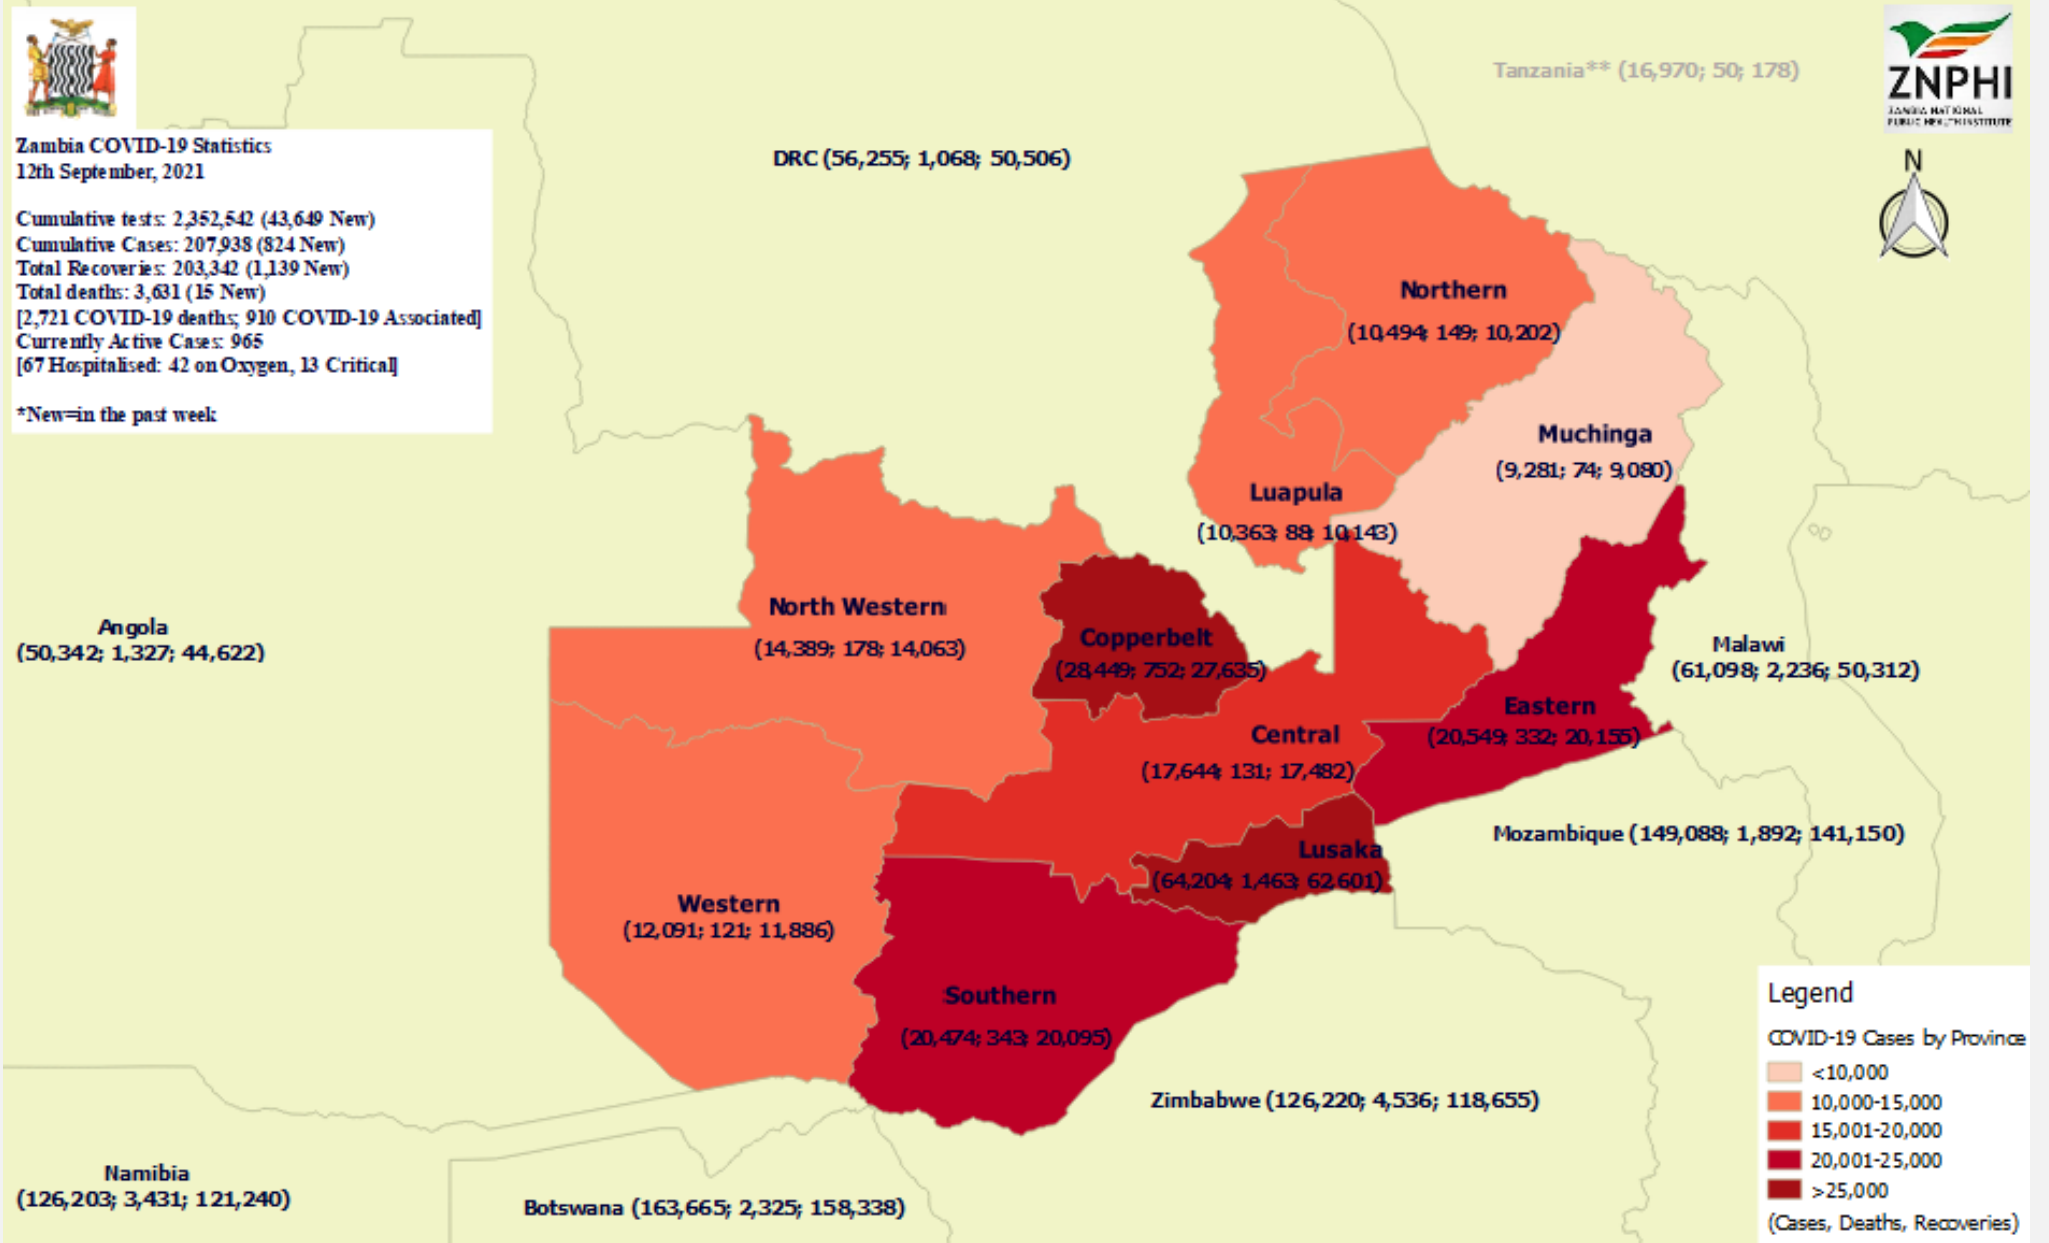 Zambia COVID-19 Statistics
12th September, 2021
Cumulative tests: 2,352,542 (43,649 New)
Cumulative Cases: 207,938 (824 New)
Total Recoveries: 203,342 (1,139 New)
Total deaths: 3,631 (15 New)
[2,721 COVID-19 deaths; 910 COVID-19 Associated]
Currently Active Cases: 965
[67 Hospitalised: 42 on Oxygen, 13 Critical]
*New=in the past week
Tanzania** (16,970; 50; 178)
ZNPHI
ZAMBIA NATIONAL
PUBLIC HEALTH INSTITUTE
N
DRC (56,255; 1,068; 50,506)
Northern
(10,494; 149; 10,202)
Muchinga
(9,281; 74; 9,080)
Luapula
(10,363; 88; 10,143)
North Western
(14,389; 178; 14,063)
Copperbelt
(28,449; 752; 27,635)
Angola
(50,342; 1,327; 44,622)
Malawi
(61,098; 2,236; 50,312)
Eastern
(20,549; 332; 20,155)
Central
(17,644; 131; 17,482)
Mozambique (149,088; 1,892; 141,150)
Lusaka
(64,204; 1,463; 62,601)
Western
(12,091; 121; 11,886)
Southern
(20,474; 343; 20,095)
Zimbabwe (126,220; 4,536; 118,655)
Namibia
(126,203; 3,431; 121,240)
Botswana (163,665; 2,325; 158,338)
Legend
COVID-19 Cases by Province
<10,000
10,000-15,000
15,001-20,000
20,001-25,000
>25,000
(Cases, Deaths, Recoveries)